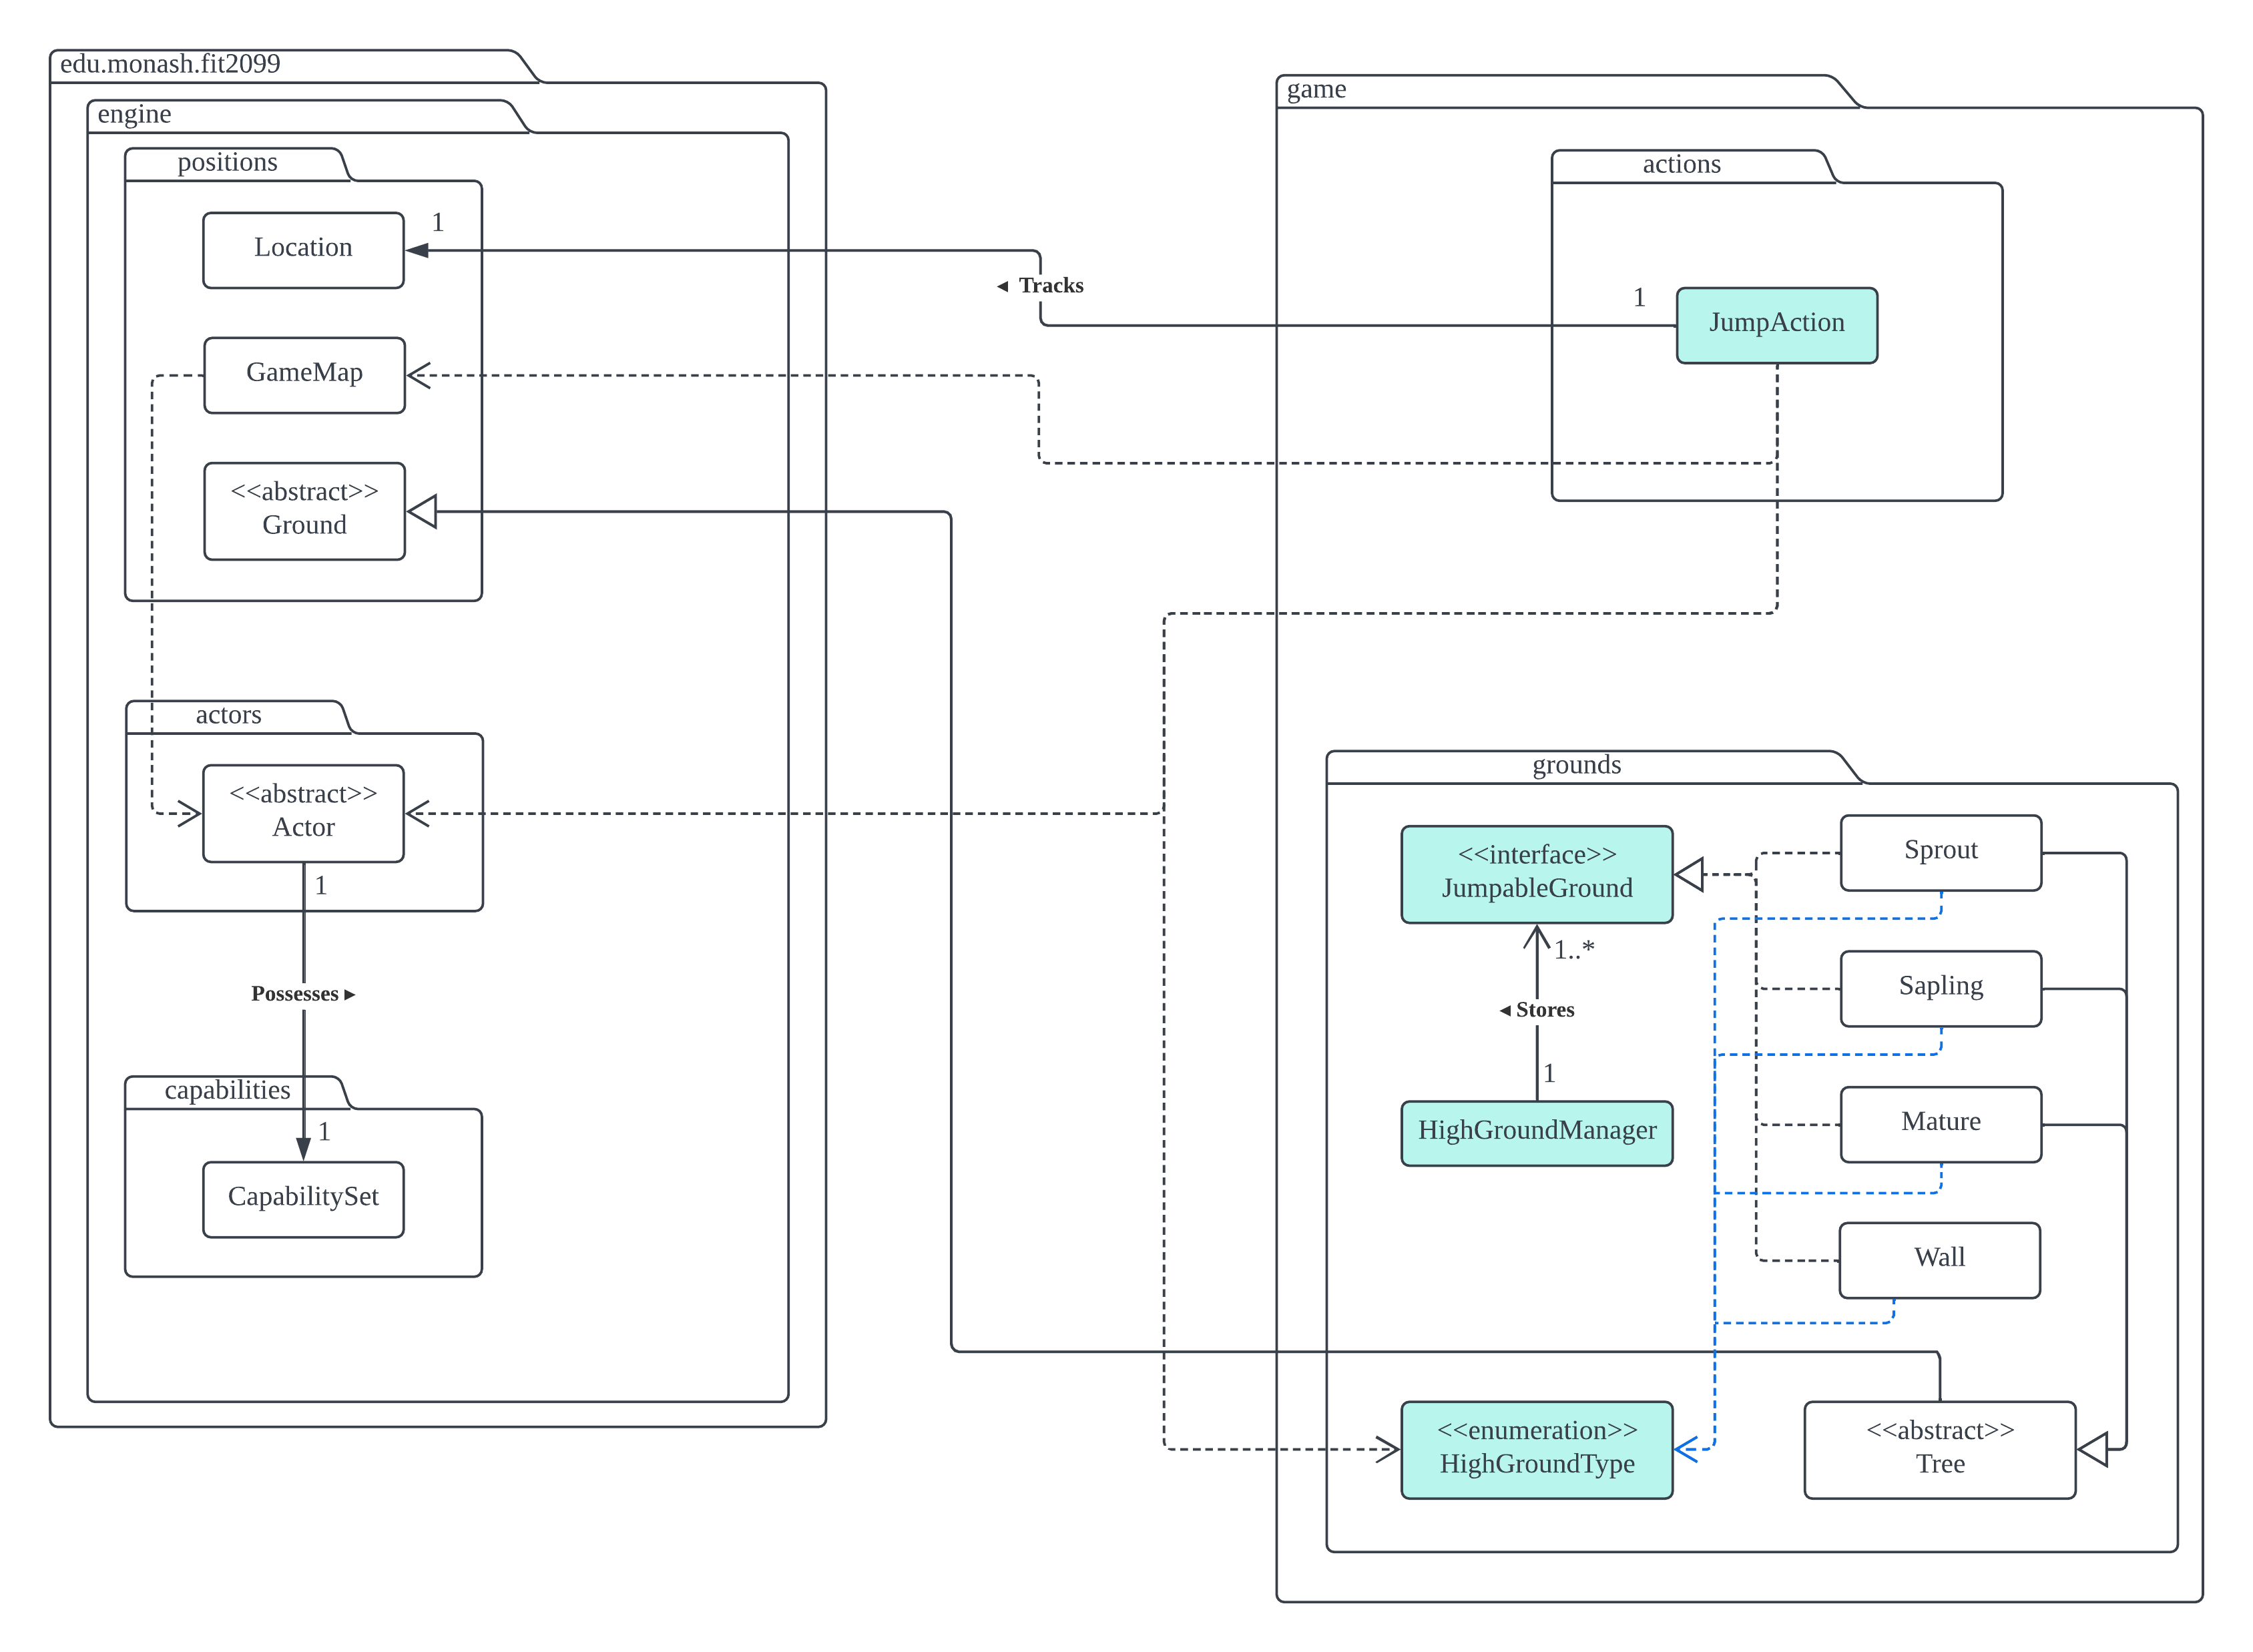 edu.monash.fit2099
engine
positions
Location
1
GameMap
<<abstract>>
Ground
actors
<<abstract>>
Actor
1
Possesses ►
capabilities
1
CapabilitySet
◄ Tracks
game
actions
1
JumpAction
grounds
<<interface>>
JumpableGround
1..*
◄ Stores
1
HighGroundManager
Sprout
Sapling
Mature
Wall
<<enumeration>>
HighGroundType
<<abstract>>
Tree